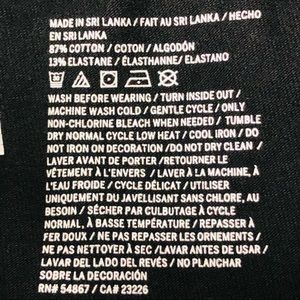 MADE IN SRI LANKA / FAIT AU SRI LANKA / HECHO
EN SRI LANKA
87% COTTON / COTON / ALGODÓN
13% ELASTANE / ÉLASTHANNE / ELASTANO
WASH BEFORE WEARING / TURN INSIDE OUT /
MACHINE WASH COLD / GENTLE CYCLE / ONLY
NON-CHLORINE BLEACH WHEN NEEDED / TUMBLE
DRY NORMAL CYCLE LOW HEAT / COOL IRON / DO
NOT IRON ON DECORATION / DO NOT DRY CLEAN /
LAVER AVANT DE PORTER / RETOURNER LE
VÊTEMENT À L'ENVERS / LAVER À LA MACHINE, À
L'EAU FROIDE / CYCLE DÉLICAT / UTILISER
UNIQUEMENT DU JAVELLISANT SANS CHLORE, AU
BESOIN / SÉCHER PAR CULBUTAGE, CYCLE
NORMAL, À BASSE TEMPÉRATURE / REPASSER À
FER DOUX / NE PAS REPASSER LES ORNEMENTS /
NE PAS NETTOYER À SEC / LAVAR ANTES DE USAR /
LAVAR DEL LADO DEL REVÉS / NO PLANCHAR
SOBRE LA DECORACIÓN
RN# 54867 / CA# 23226